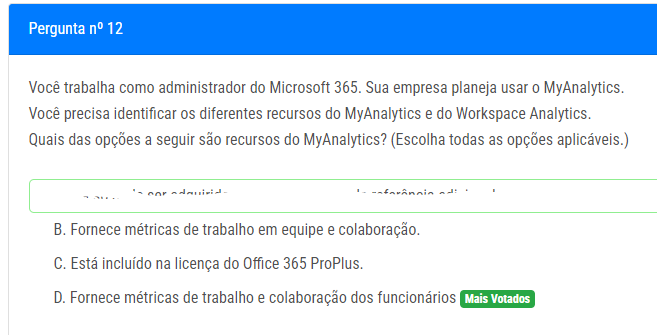 Pergunta nº 12
Você trabalha como administrador do Microsoft 365. Sua empresa planeja usar o MyAnalytics.
Você precisa identificar os diferentes recursos do MyAnalytics e do Workspace Analytics.
Quais das opções a seguir são recursos do MyAnalytics? (Escolha todas as opções aplicáveis.)
ser
B. Fornece métricas de trabalho em equipe e colaboração.
C. Está incluído na licença do Office 365 ProPlus.
D. Fornece métricas de trabalho e colaboração dos funcionários Mais Votados